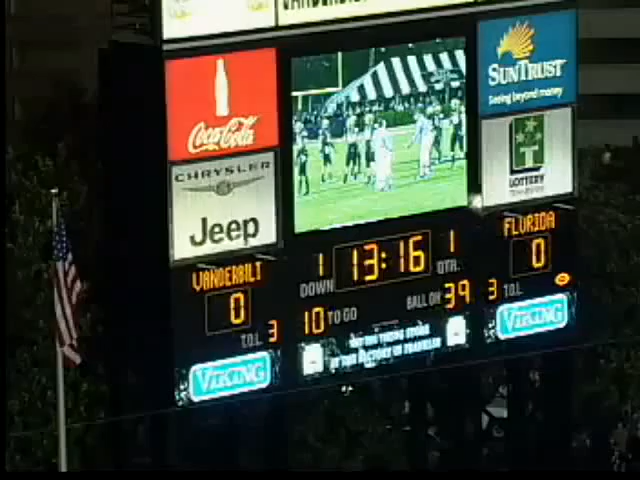 VANDERBILT
Coca-Cola
CHRYSLER
Jeep
SUNTRUST
Seeing beyond money
LOTTERY
VANDERBILT
0
T.O.L 3
1
DOWN
13:16
1
QTR.
10 TO GO
BALL ON 39
FLORIDA
0
3 T.O.L
VIKING
VIKING